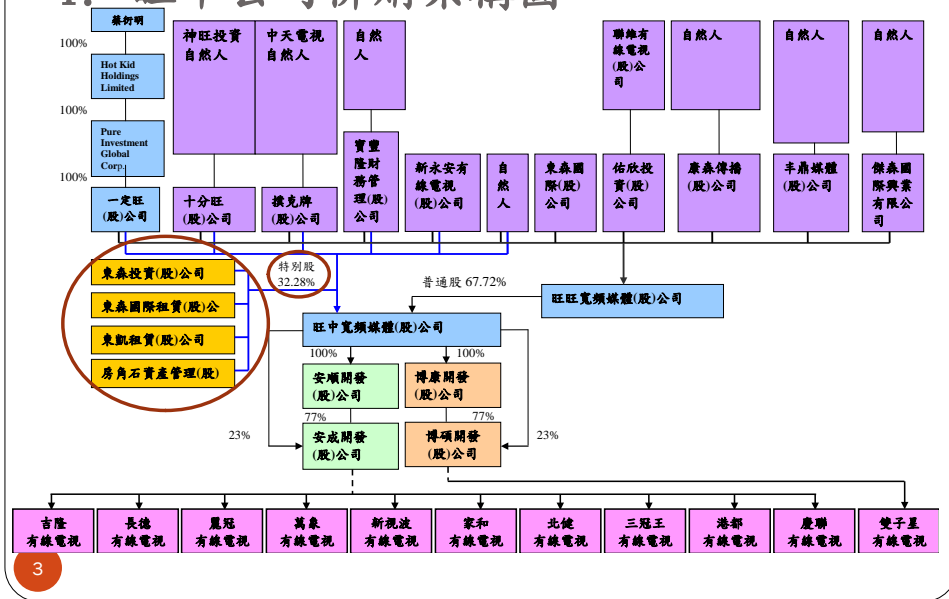 1. 旺中公司併購架構圖
蔡衍明
100%
Hot Kid
Holdings
Limited
100%
Pure
Investment
Global
Corp.
100%
一定旺
(股)公司
神旺投資
自然人
十分旺
(股)公司
中天電視
自然人
撲克牌
(股)公司
自然
人
寶豐
隆財
務管
理(股)
公司
新永安有
線電視
(股)公司
自
然
人
東森國
際(股)
公司
聯維有
線電視
(股)公
司
佑欣投
資(股)
公司
自然人
康森傳播
(股)公司
自然人
丰鼎媒體
(股)公司
自然人
傑森國
際興業
有限公
司
東森投資(股)公司
東森國際租賃(股)公
東凱租賃(股)公司
房角石資產管理(股)
特別股
32.28%
普通股 67.72%
旺旺寬頻媒體(股)公司
旺中寬頻媒體(股)公司
100%
100%
安順開發
(股)公司
博康開發
(股)公司
77%
77%
23%
23%
安成開發
(股)公司
博碩開發
(股)公司
吉隆
有線電視
長德
有線電視
麗冠
有線電視
萬象
有線電視
新視波
有線電視
家和
有線電視
北健
有線電視
三冠王
有線電視
港都
有線電視
慶聯
有線電視
雙子星
有線電視
3